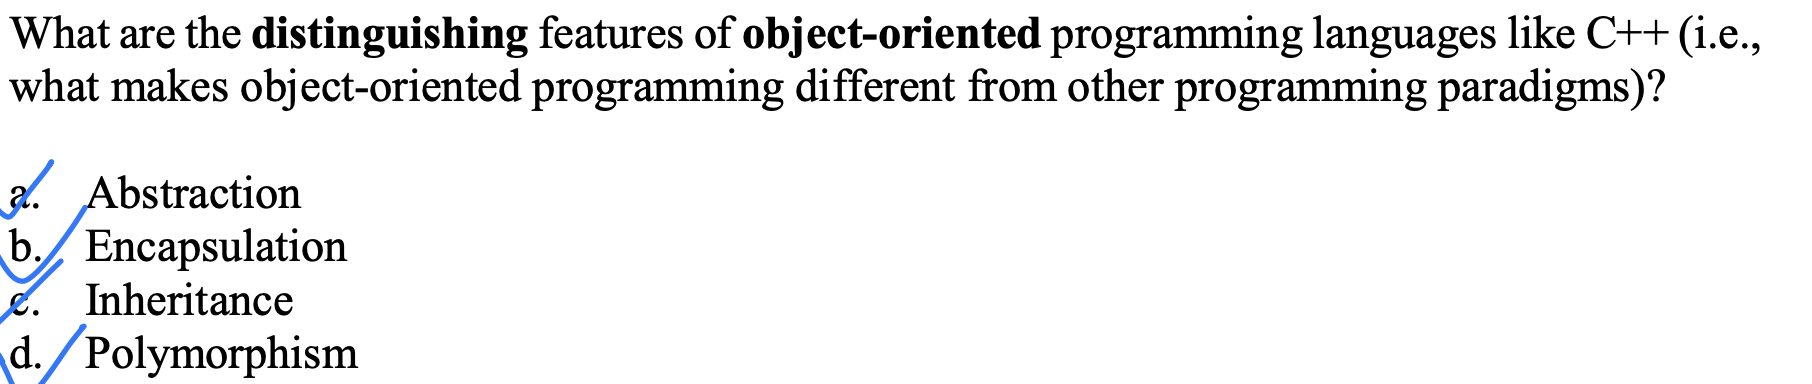 What are the distinguishing features of object-oriented programming languages like C++ (i.e.,
what makes object-oriented programming different from other programming paradigms)?
a. Abstraction
b. Encapsulation
c. Inheritance
d. Polymorphism